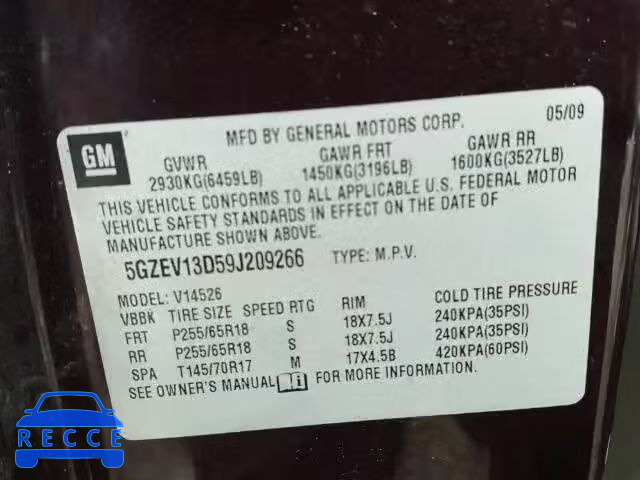 GM
MFD BY GENERAL MOTORS CORP. 05/09
GVWR GAWR FRT GAWR RR
2930KG(6459LB) 1450KG(3196LB) 1600KG(3527LB)
THIS VEHICLE CONFORMS TO ALL APPLICABLE U.S. FEDERAL MOTOR
VEHICLE SAFETY STANDARDS IN EFFECT ON THE DATE OF
MANUFACTURE SHOWN ABOVE.
5GZEV13D59J209266 TYPE: M.P.V.
MODEL: V14526
VBBK TIRE SIZE SPEED RTG RIM COLD TIRE PRESSURE
FRT P255/65R18 S 18X7.5J 240KPA(35PSI)
RR P255/65R18 S 18X7.5J 240KPA(35PSI)
SPA T145/70R17 M 17X4.5B 420KPA(60PSI)
SEE OWNER'S MANUAL i FOR MORE INFORMATION.
RECCE